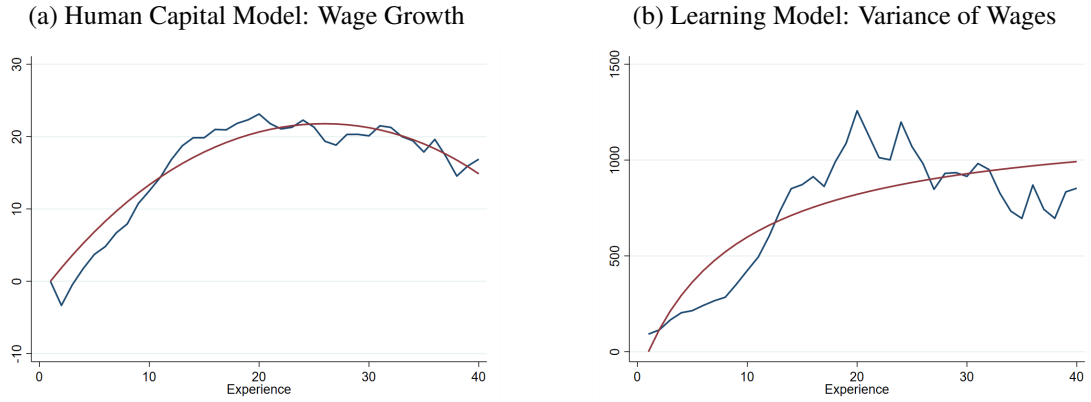 (a) Human Capital Model: Wage Growth
30
20
10
0
-10
0 10 20 30 40
Experience
(b) Learning Model: Variance of Wages
1500
1000
500
0
0 10 20 30 40
Experience